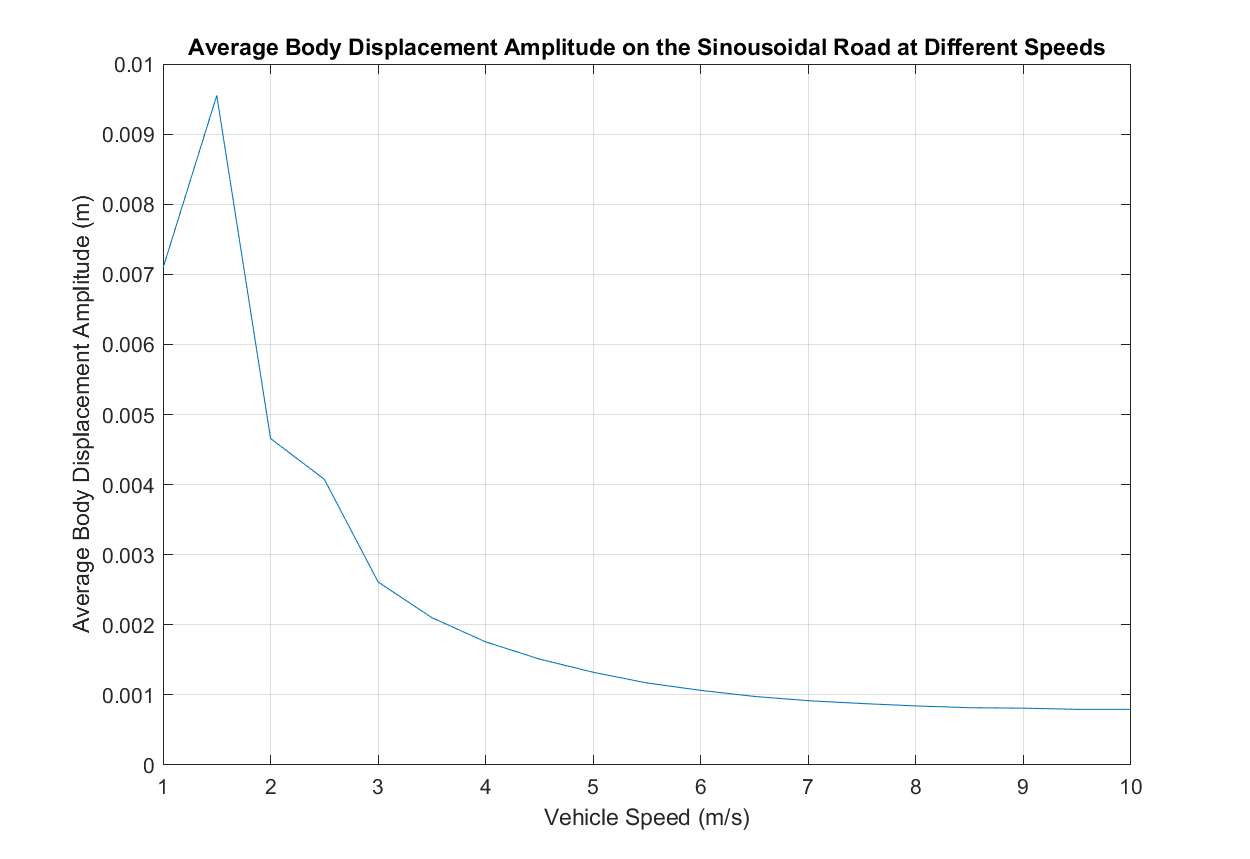 Average Body Displacement Amplitude on the Sinousoidal Road at Different Speeds
0.01
0.009
0.008
0.007
0.006
0.005
0.004
0.003
0.002
0.001
0
Average Body Displacement Amplitude (m)
1 2 3 4 5 6 7 8 9 10
Vehicle Speed (m/s)